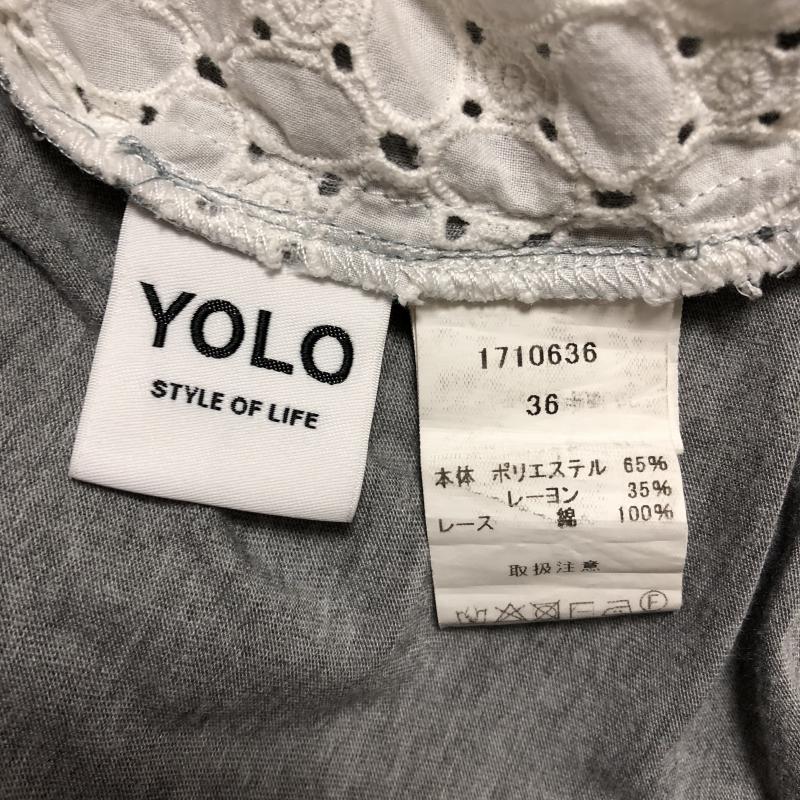 YOLO
STYLE OF LIFE
1710636
36
本体 ポリエステル 65%
レーヨン 35%
レース 綿 100%
取扱注意
F